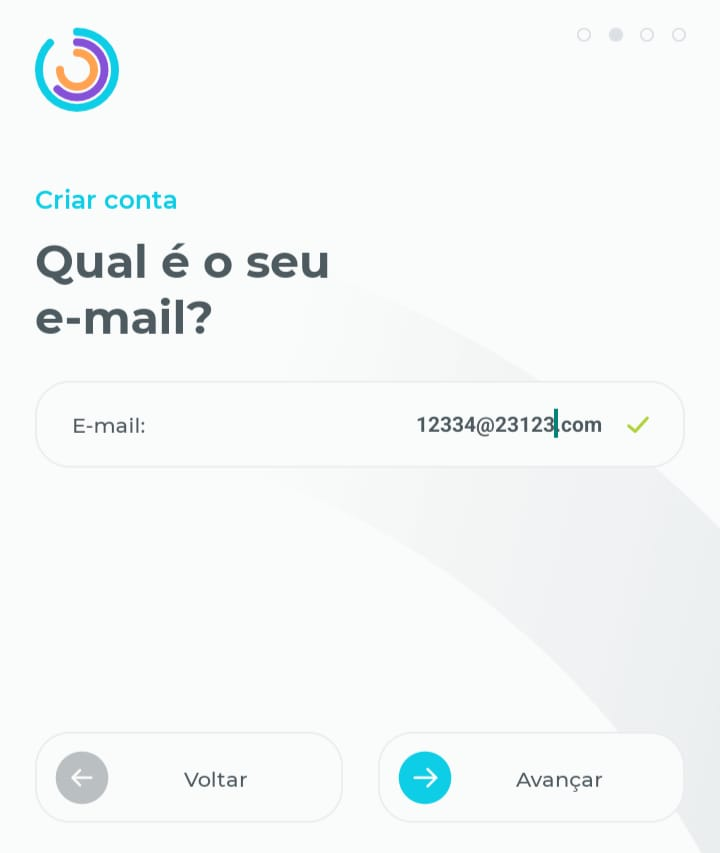 Criar conta
Qual é o seu
e-mail?
E-mail: 12334@23123.com
Voltar
Avançar